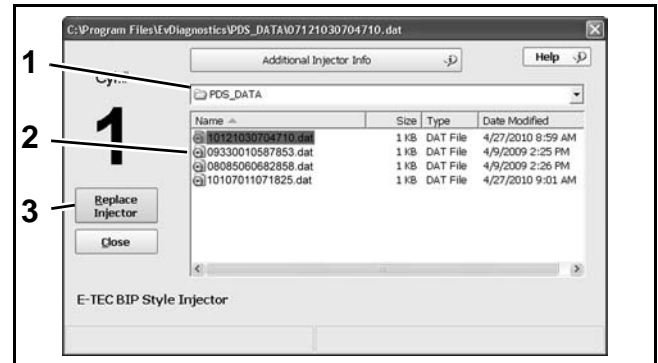 C:\Program Files\EvDiagnostics\PDS_DATA\07121030704710.dat
Additional Injector Info
Help
1
PDS_DATA
1
Name Size Type Date Modified
10121030704710.dat 1 KB DAT File 4/27/2010 8:59 AM
2
09330010587853.dat 1 KB DAT File 4/9/2009 2:25 PM
08085060682858.dat 1 KB DAT File 4/9/2009 2:26 PM
10107011071825.dat 1 KB DAT File 4/27/2010 9:01 AM
3
Replace Injector
Close
E-TEC BIP Style Injector